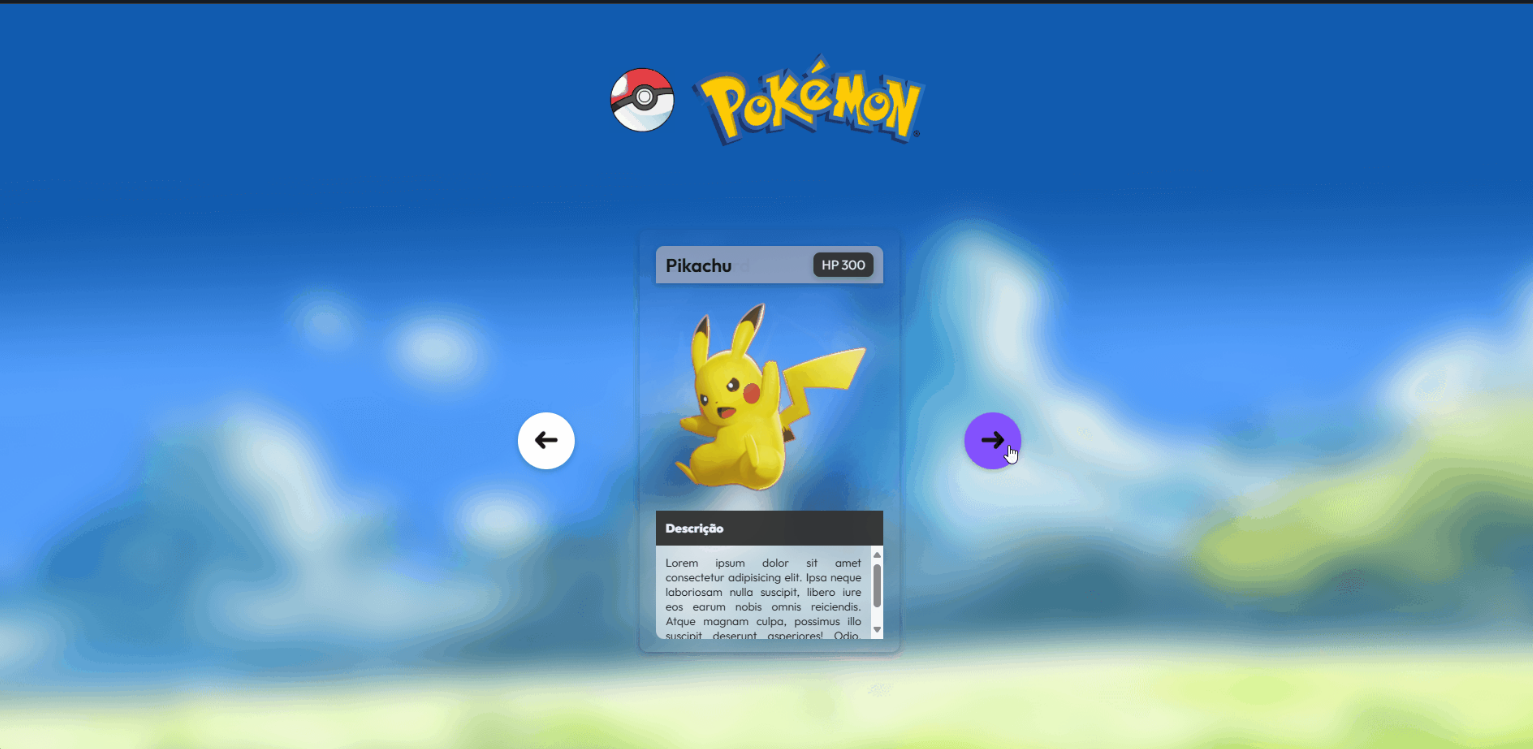 POKéMON
Pikachu
HP 300
Descrição
Lorem ipsum dolor sit amet
consectetur adipisicing elit. Ipsa neque
laboriosam nulla suscipit, libero iure
eos earum nobis omnis reiciendis.
Atque magnam culpa, possimus illo
suscipit deserunt asperiores! Odio,